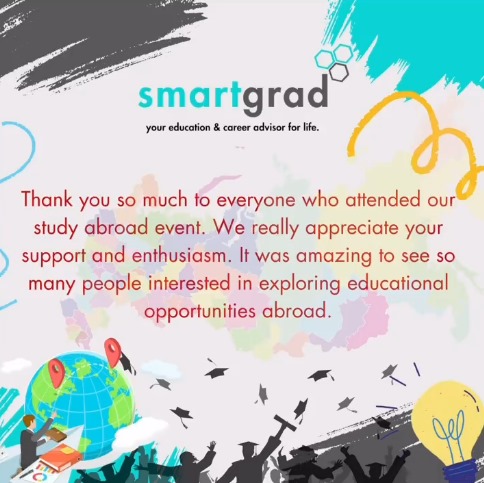 smartgrad
your education & career advisor for life.
Thank you so much to everyone who attended our
study abroad event. We really appreciate your
support and enthusiasm. It was amazing to see so
many people interested in exploring educational
opportunities abroad.